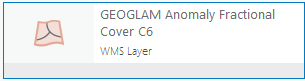 GEOGLAM Anomaly Fractional
Cover C6
WMS Layer